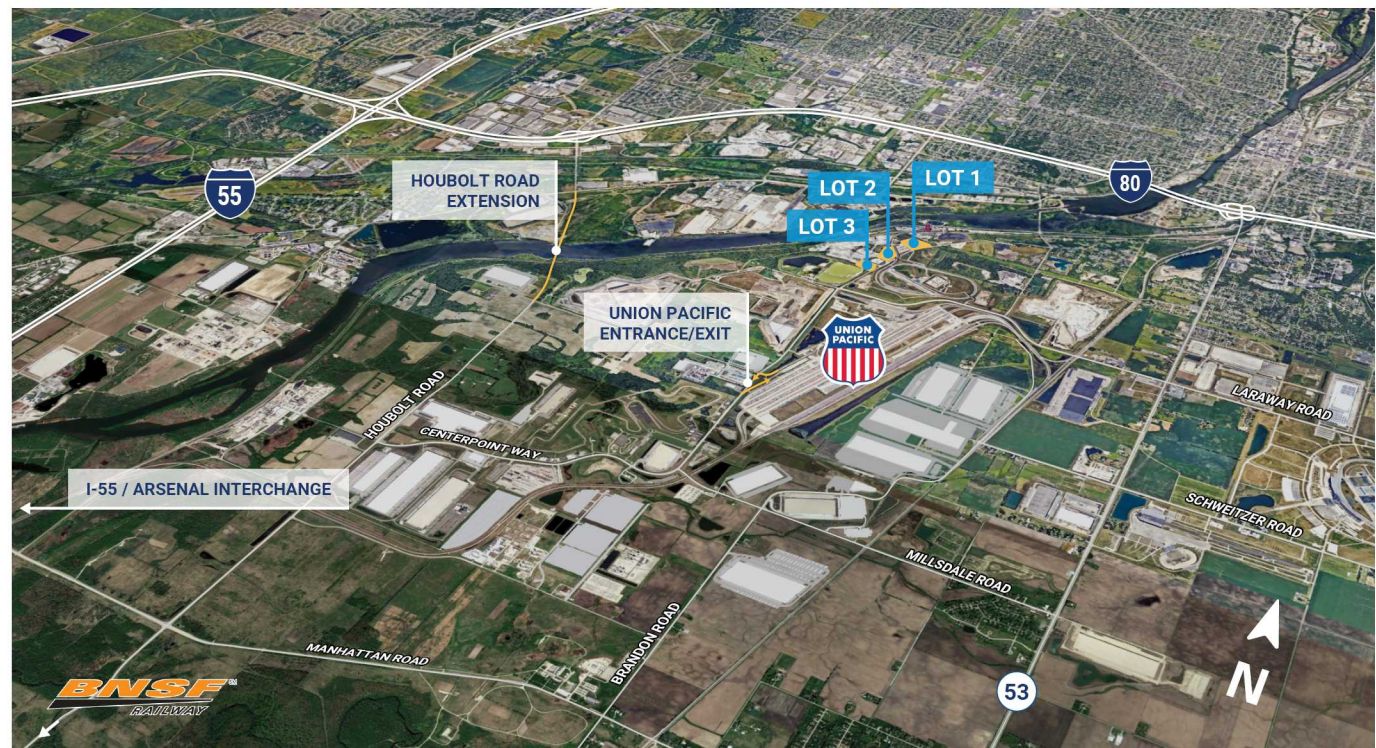 HOUBOLT ROAD
EXTENSION
55
LOT 1
LOT 2
80
LOT 3
UNION PACIFIC
ENTRANCE/EXIT
UNION
PACIFIC
HOUBOLT ROAD
LARAWAY ROAD
CENTERPOINT WAY
I-55 / ARSENAL INTERCHANGE
SCHWEITZER ROAD
MILLSDALE ROAD
BRANDON ROAD
MANHATTAN ROAD
BNSF
RAILWAY
53
N